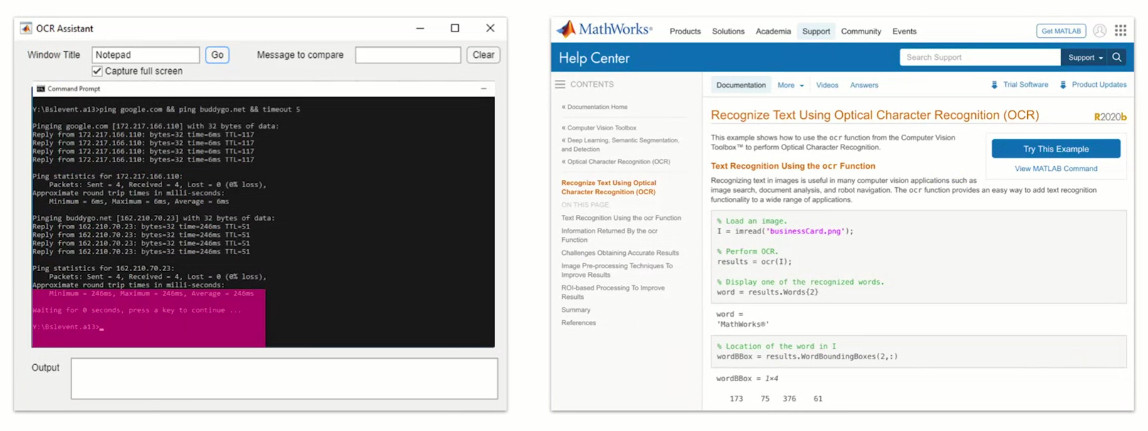 OCR Assistant
Window Title
Notepad
Go
Message to compare
Clear
Capture full screen
Command Prompt
Y:\Bslevent.a13>ping google.com && ping buddygo.net && timeout 5
Pinging google.com [172.217.166.110] with 32 bytes of data:
Reply from 172.217.166.110: bytes=32 time=6ms TTL=117
Reply from 172.217.166.110: bytes=32 time=6ms TTL=117
Reply from 172.217.166.110: bytes=32 time=6ms TTL=117
Reply from 172.217.166.110: bytes=32 time=6ms TTL=117
Ping statistics for 172.217.166.110:
Packets: Sent = 4, Received = 4, Lost = 0 (0% loss),
Approximate round trip times in milli-seconds:
Minimum = 6ms, Maximum = 6ms, Average = 6ms
Pinging buddygo.net [162.210.70.23] with 32 bytes of data:
Reply from 162.210.70.23: bytes=32 time=246ms TTL=51
Reply from 162.210.70.23: bytes=32 time=246ms TTL=51
Reply from 162.210.70.23: bytes=32 time=246ms TTL=51
Reply from 162.210.70.23: bytes=32 time=246ms TTL=51
Ping statistics for 162.210.70.23:
Packets: Sent = 4, Received = 4, Lost = 0 (0% loss),
Approximate round trip times in milli-seconds:
Minimum = 246ms, Maximum = 246ms, Average = 246ms
Waiting for 0 seconds, press a key to continue ...
Y:\Bslevent.a13>_
Output
MathWorks®
Products
Solutions
Academia
Support
Community
Events
Get MATLAB
Help Center
Search Support
Support
CONTENTS
« Documentation Home
« Computer Vision Toolbox
« Deep Learning, Semantic Segmentation,
and Detection
« Optical Character Recognition (OCR)
Recognize Text Using Optical
Character Recognition (OCR)
ON THIS PAGE
Text Recognition Using the ocr Function
Information Returned By the ocr
Function
Challenges Obtaining Accurate Results
Image Pre-processing Techniques To
Improve Results
ROI-based Processing To Improve
Results
Summary
References
Documentation
More
Videos
Answers
Trial Software
Product Updates
Recognize Text Using Optical Character Recognition (OCR)
R2020b
This example shows how to use the ocr function from the Computer Vision
Toolbox™ to perform Optical Character Recognition.
Try This Example
View MATLAB Command
Text Recognition Using the ocr Function
Recognizing text in images is useful in many computer vision applications such as
image search, document analysis, and robot navigation. The ocr function provides an easy way to add text recognition
functionality to a wide range of applications.
% Load an image.
I = imread('businessCard.png');
% Perform OCR.
results = ocr(I);
% Display one of the recognized words.
word = results.Words{2}
word =
'MathWorks®'
% Location of the word in I
wordBBox = results.WordBoundingBoxes(2,:)
wordBBox = 1×4
173 75 376 61